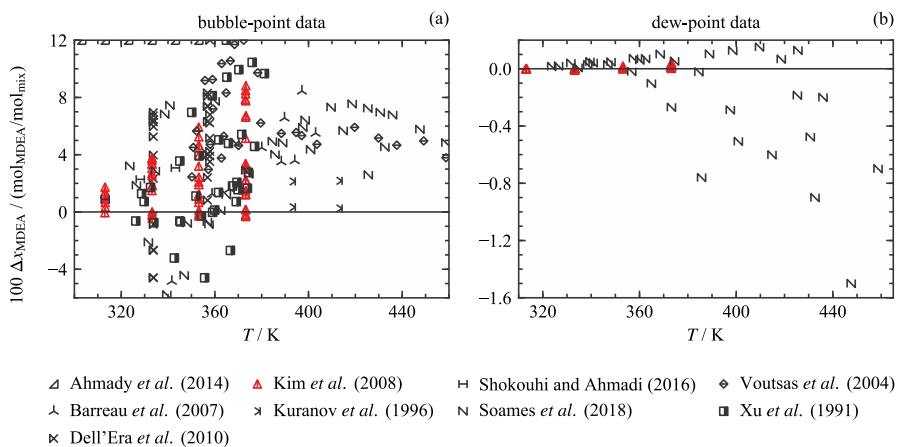 bubble-point data
(a)
dew-point data
(b)
100 Δx_MDEA / (mol_MDEA/mol_mix)
12
8
4
0
−4
320
360
400
440
T / K
0.0
−0.4
−0.8
−1.2
−1.6
320
360
400
440
T / K
Ahmady et al. (2014)
Kim et al. (2008)
Shokouhi and Ahmadi (2016)
Voutsas et al. (2004)
Barreau et al. (2007)
Kuranov et al. (1996)
Soames et al. (2018)
Xu et al. (1991)
Dell'Era et al. (2010)